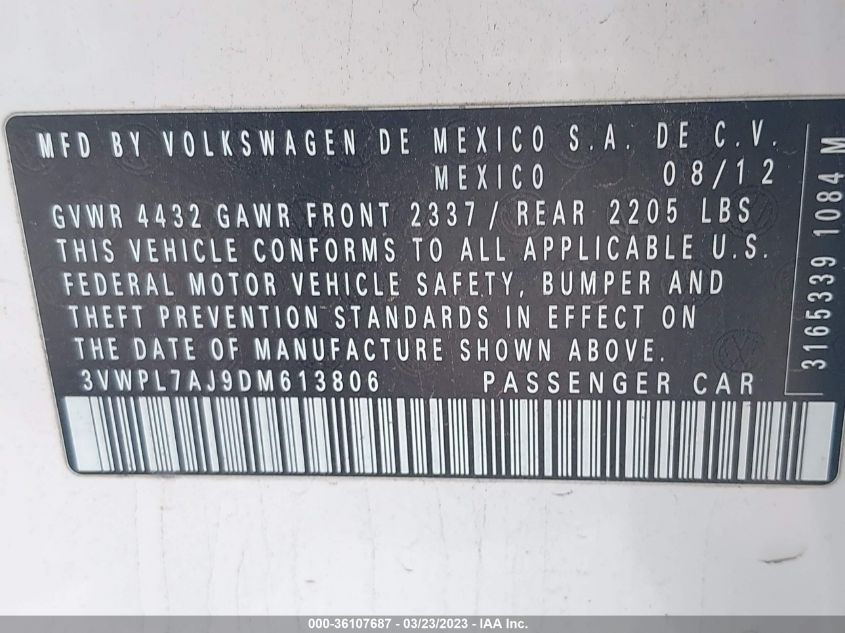 MFD BY VOLKSWAGEN DE MEXICO S.A. DE C.V.
MEXICO 08/12
GVWR 4432 GAWR FRONT 2337/ REAR 2205 LBS
THIS VEHICLE CONFORMS TO ALL APPLICABLE U.S.
FEDERAL MOTOR VEHICLE SAFETY, BUMPER AND
THEFT PREVENTION STANDARDS IN EFFECT ON
THE DATE OF MANUFACTURE SHOWN ABOVE.
3VWPL7AJ9DM613806 PASSENGER CAR
3165339 1084 M
000-36107687 - 03/23/2023 - IAA Inc.